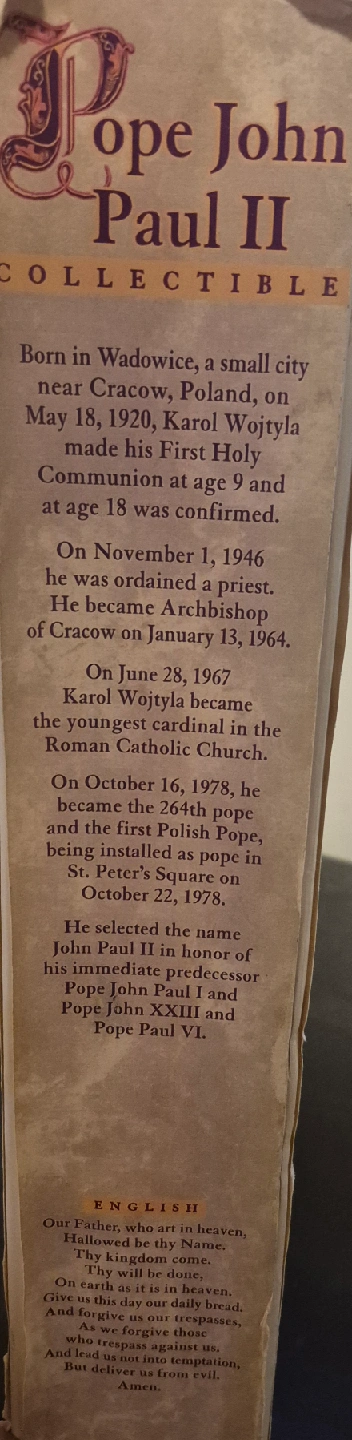 Pope John
Paul II
COLLECTIBLE
Born in Wadowice, a small city
near Cracow, Poland, on
May 18, 1920, Karol Wojtyla
made his First Holy
Communion at age 9 and
at age 18 was confirmed.
On November 1, 1946
he was ordained a priest.
He became Archbishop
of Cracow on January 13, 1964.
On June 28, 1967
Karol Wojtyla became
the youngest cardinal in the
Roman Catholic Church.
On October 16, 1978, he
became the 264th pope
and the first Polish Pope,
being installed as pope in
St. Peter's Square on
October 22, 1978.
He selected the name
John Paul II in honor of
his immediate predecessor
Pope John Paul I and
Pope John XXIII and
Pope Paul VI.
ENGLISH
Our Father, who art in heaven,
Hallowed be thy Name.
Thy kingdom come.
Thy will be done,
On earth as it is in heaven.
Give us this day our daily bread.
And forgive us our trespasses,
As we forgive those
who trespass against us.
And lead us not into temptation,
But deliver us from evil.
Amen.